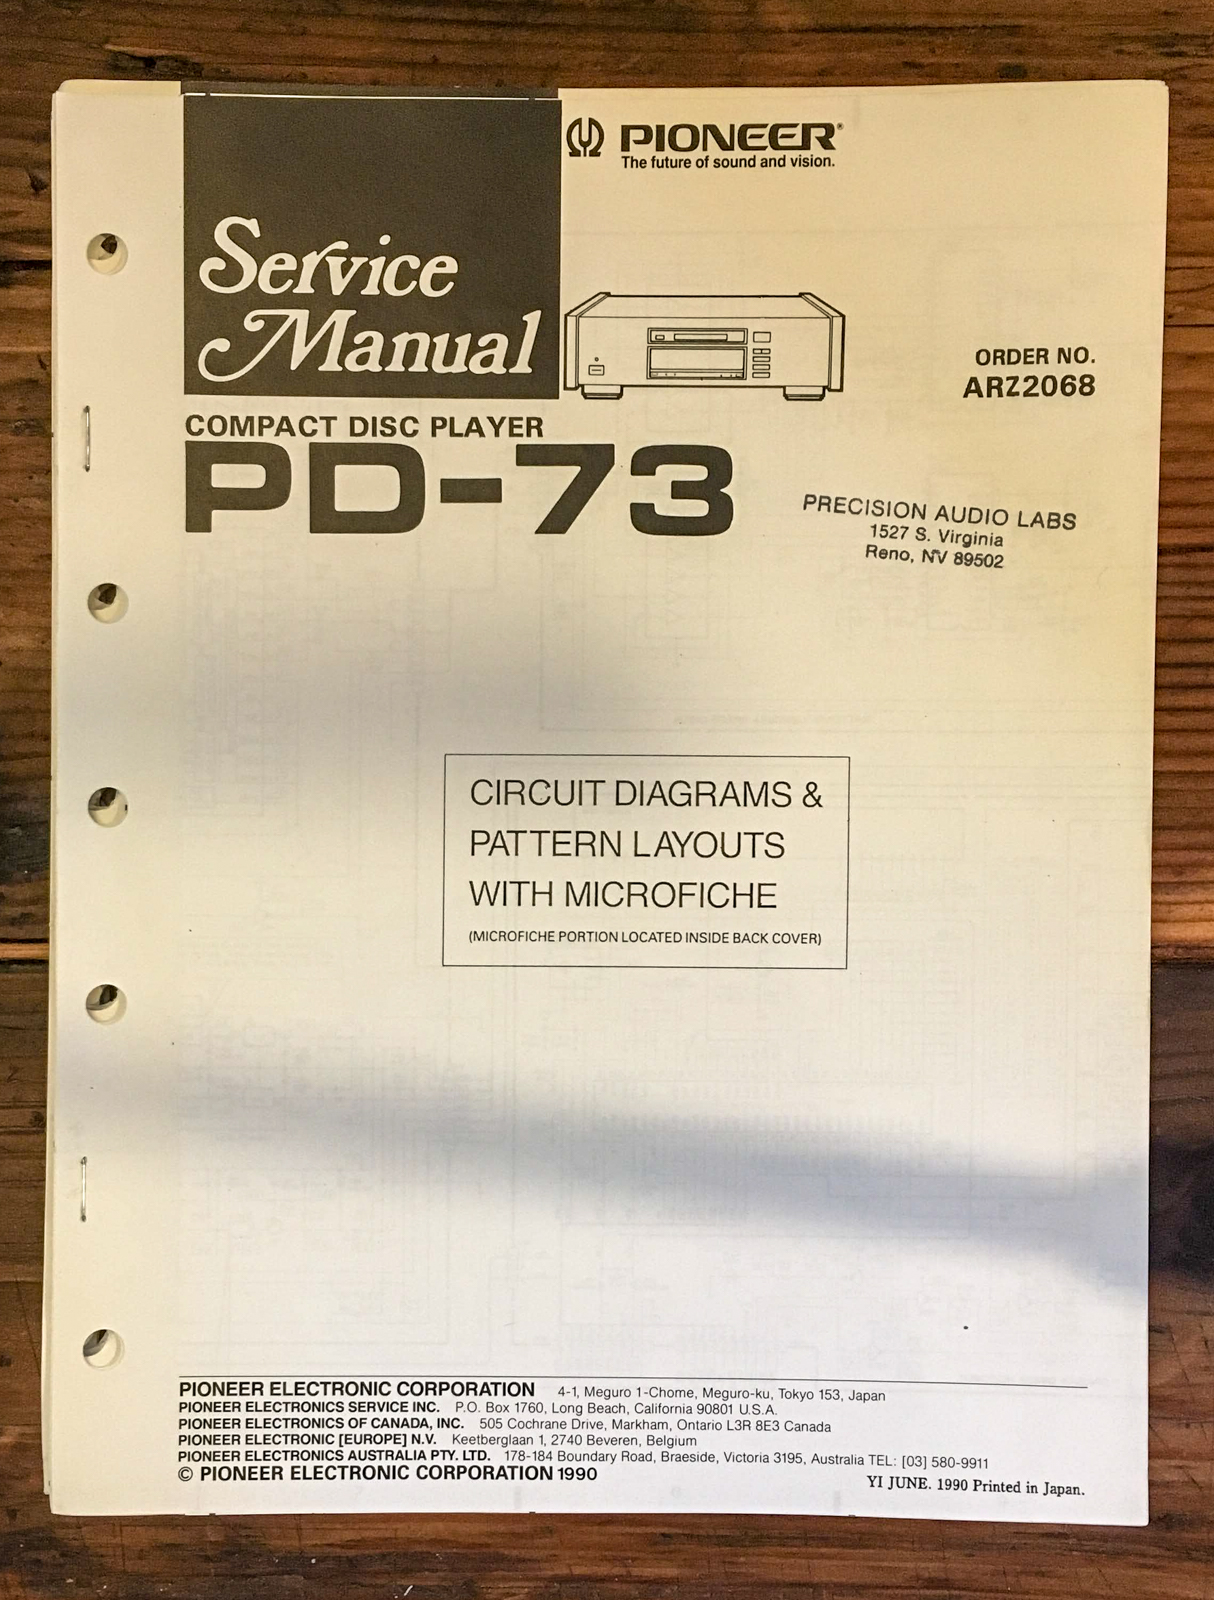 PIONEER®
The future of sound and vision.
Service
Manual
ORDER NO.
ARZ2068
COMPACT DISC PLAYER
PD-73
PRECISION AUDIO LABS
1527 S. Virginia
Reno, NV 89502
CIRCUIT DIAGRAMS &
PATTERN LAYOUTS
WITH MICROFICHE
(MICROFICHE PORTION LOCATED INSIDE BACK COVER)
PIONEER ELECTRONIC CORPORATION 4-1, Meguro 1-Chome, Meguro-ku, Tokyo 153, Japan
PIONEER ELECTRONICS SERVICE INC. P.O. Box 1760, Long Beach, California 90801 U.S.A.
PIONEER ELECTRONICS OF CANADA, INC. 505 Cochrane Drive, Markham, Ontario L3R 8E3 Canada
PIONEER ELECTRONIC [EUROPE] N.V. Keetberglaan 1, 2740 Beveren, Belgium
PIONEER ELECTRONICS AUSTRALIA PTY. LTD. 178-184 Boundary Road, Braeside, Victoria 3195, Australia TEL: [03] 580-9911
© PIONEER ELECTRONIC CORPORATION 1990
YI JUNE. 1990 Printed in Japan.